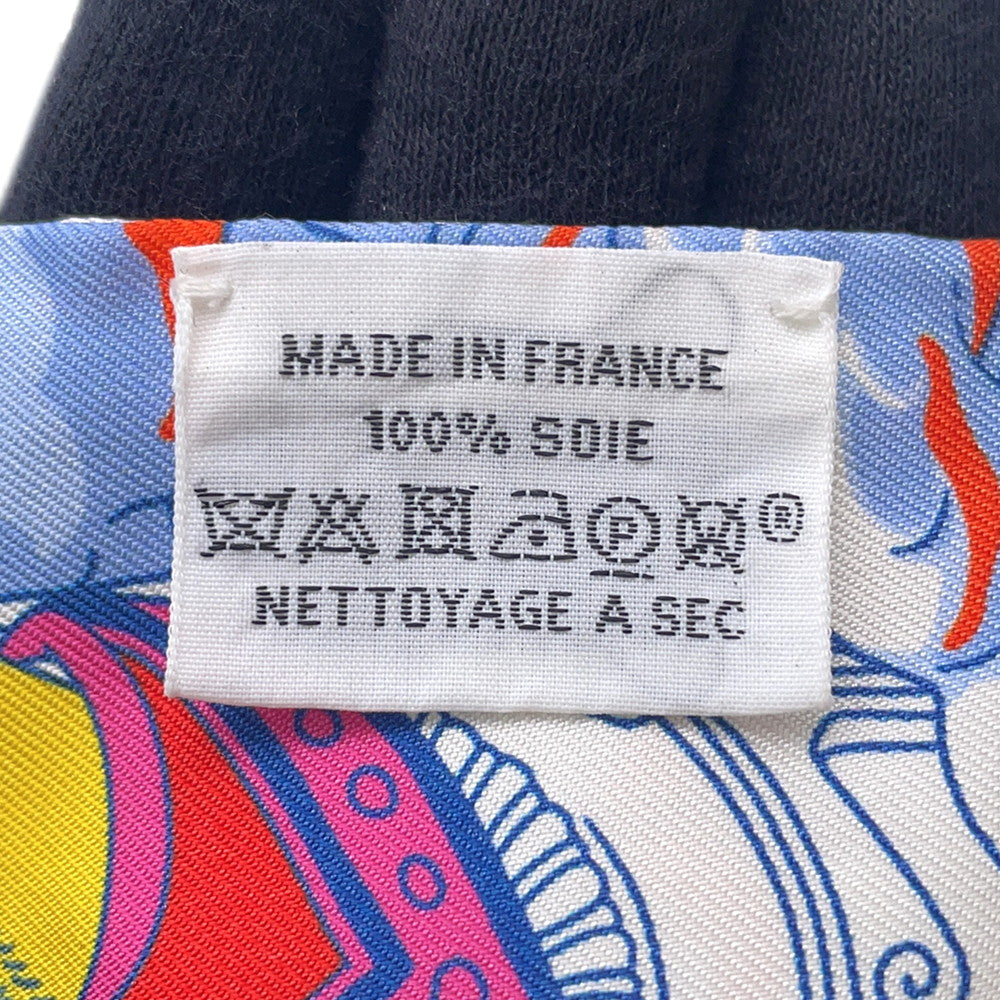 MADE IN FRANCE
100% SOIE
P ®
NETTOYAGE A SEC